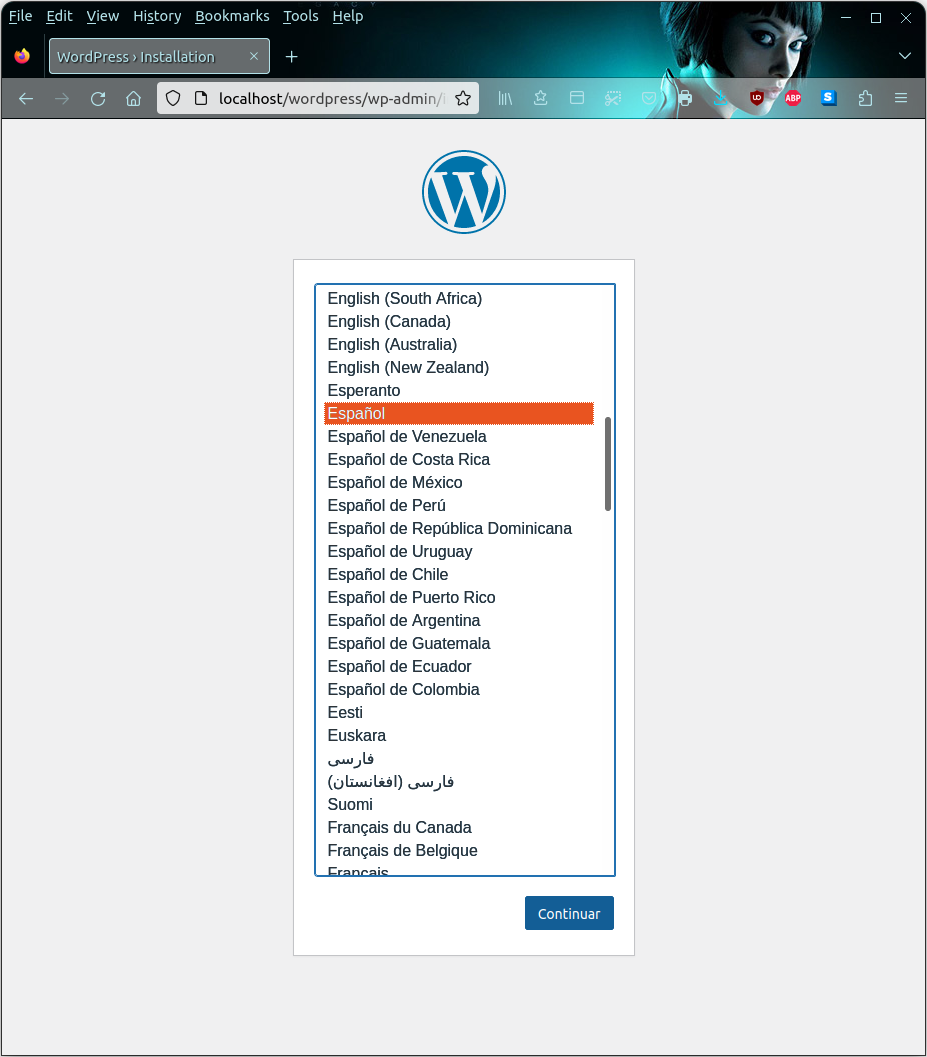 File Edit View History Bookmarks Tools Help
WordPress › Installation
localhost/wordpress/wp-admin/i
English (South Africa)
English (Canada)
English (Australia)
English (New Zealand)
Esperanto
Español
Español de Venezuela
Español de Costa Rica
Español de México
Español de Perú
Español de República Dominicana
Español de Uruguay
Español de Chile
Español de Puerto Rico
Español de Argentina
Español de Guatemala
Español de Ecuador
Español de Colombia
Eesti
Euskara
فارسی
فارسی (افغانستان)
Suomi
Français du Canada
Français de Belgique
Français
Continuar